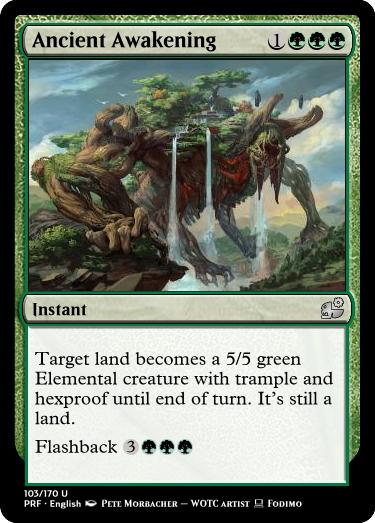 Ancient Awakening 1
Instant
Target land becomes a 5/5 green
Elemental creature with trample and
hexproof until end of turn. It's still a
land.
Flashback 3
103/170 U
PRF • English Pete Morbacher — WOTC artist Fodimo